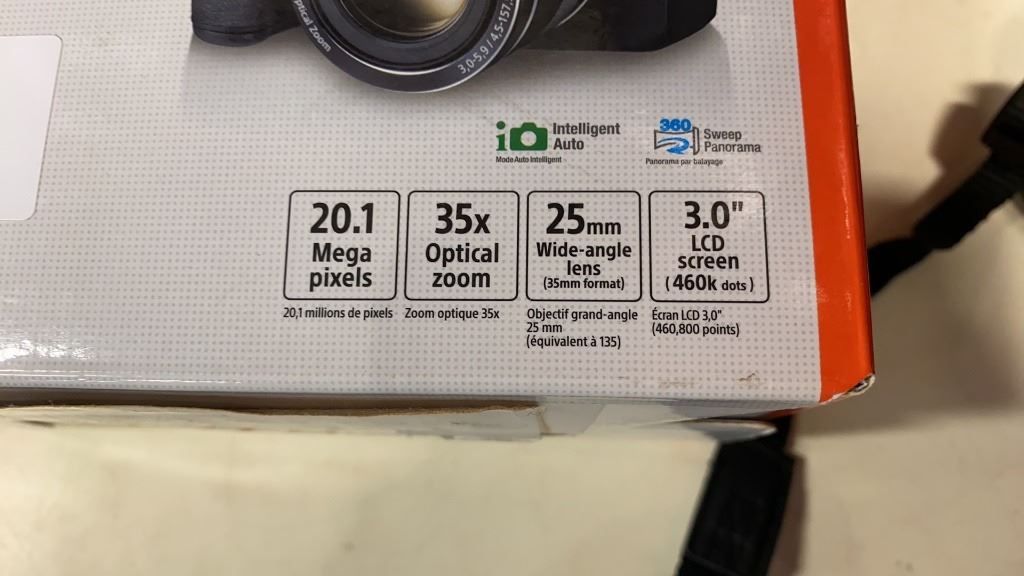 ptical Zoom
3,0-5,9 / 4,5-157,
Intelligent
Auto
Mode Auto Intelligent
360
Sweep
Panorama
Panorama par balayage
20.1
Mega
pixels
20,1 millions de pixels
35x
Optical
zoom
Zoom optique 35x
25mm
Wide-angle
lens
(35mm format)
Objectif grand-angle
25 mm
(équivalent à 135)
3.0"
LCD
screen
(460k dots)
Écran LCD 3,0"
(460,800 points)